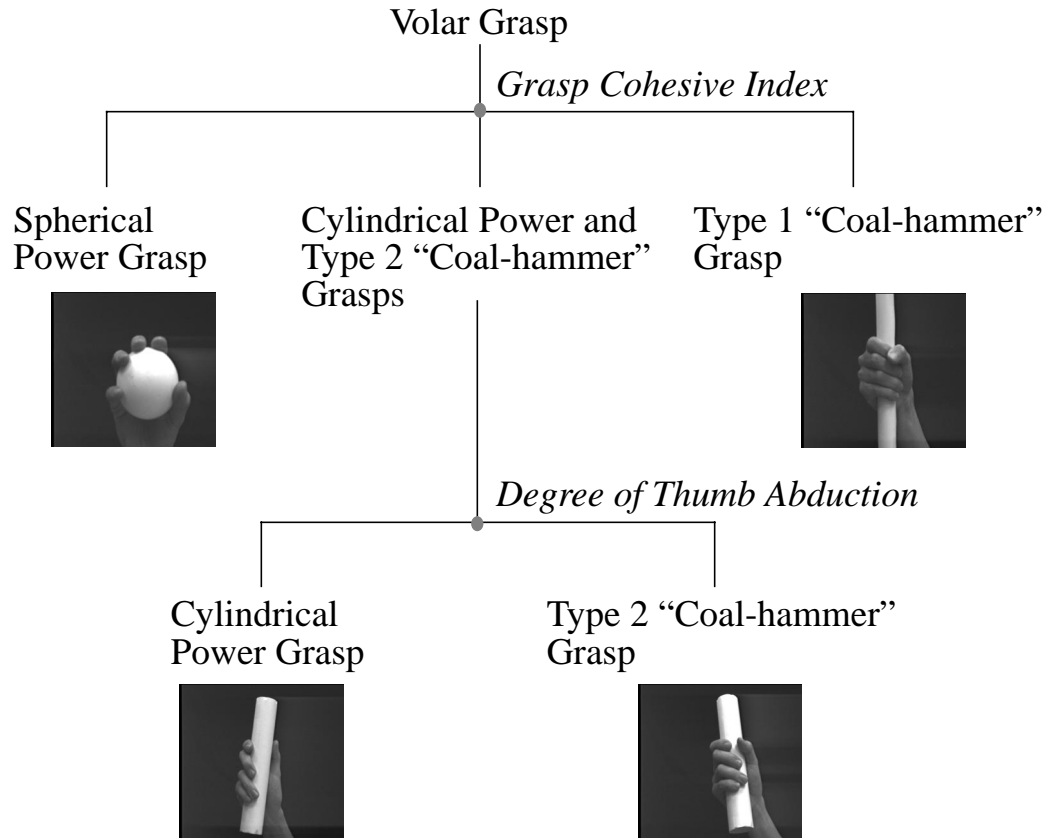 Volar Grasp
Grasp Cohesive Index
Spherical
Power Grasp
Cylindrical Power and
Type 2 “Coal-hammer”
Grasps
Type 1 “Coal-hammer”
Grasp
Degree of Thumb Abduction
Cylindrical
Power Grasp
Type 2 “Coal-hammer”
Grasp